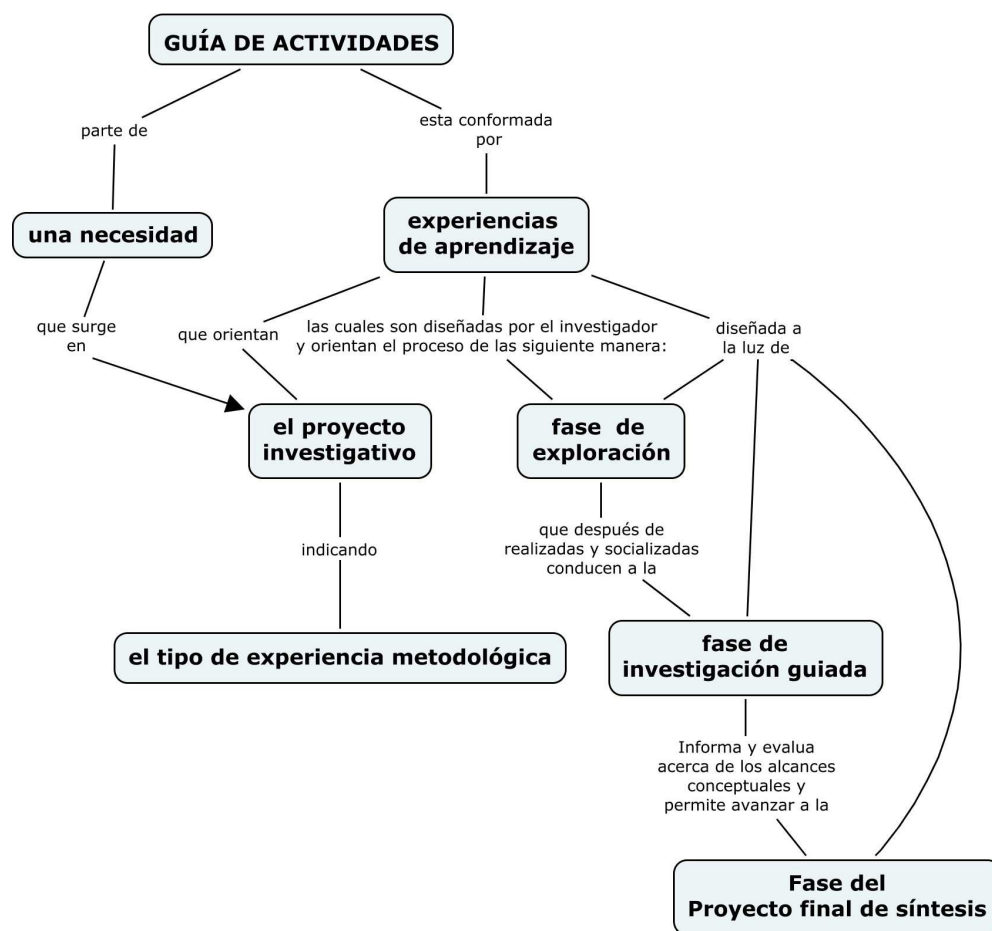 GUÍA DE ACTIVIDADES
parte de
esta conformada
por
una necesidad
experiencias
de aprendizaje
que surge
en
que orientan
las cuales son diseñadas por el investigador
y orientan el proceso de las siguiente manera:
diseñada a
la luz de
el proyecto
investigativo
fase de
exploración
indicando
que después de
realizadas y socializadas
conducen a la
el tipo de experiencia metodológica
fase de
investigación guiada
Informa y evalua
acerca de los alcances
conceptuales y
permite avanzar a la
Fase del
Proyecto final de síntesis